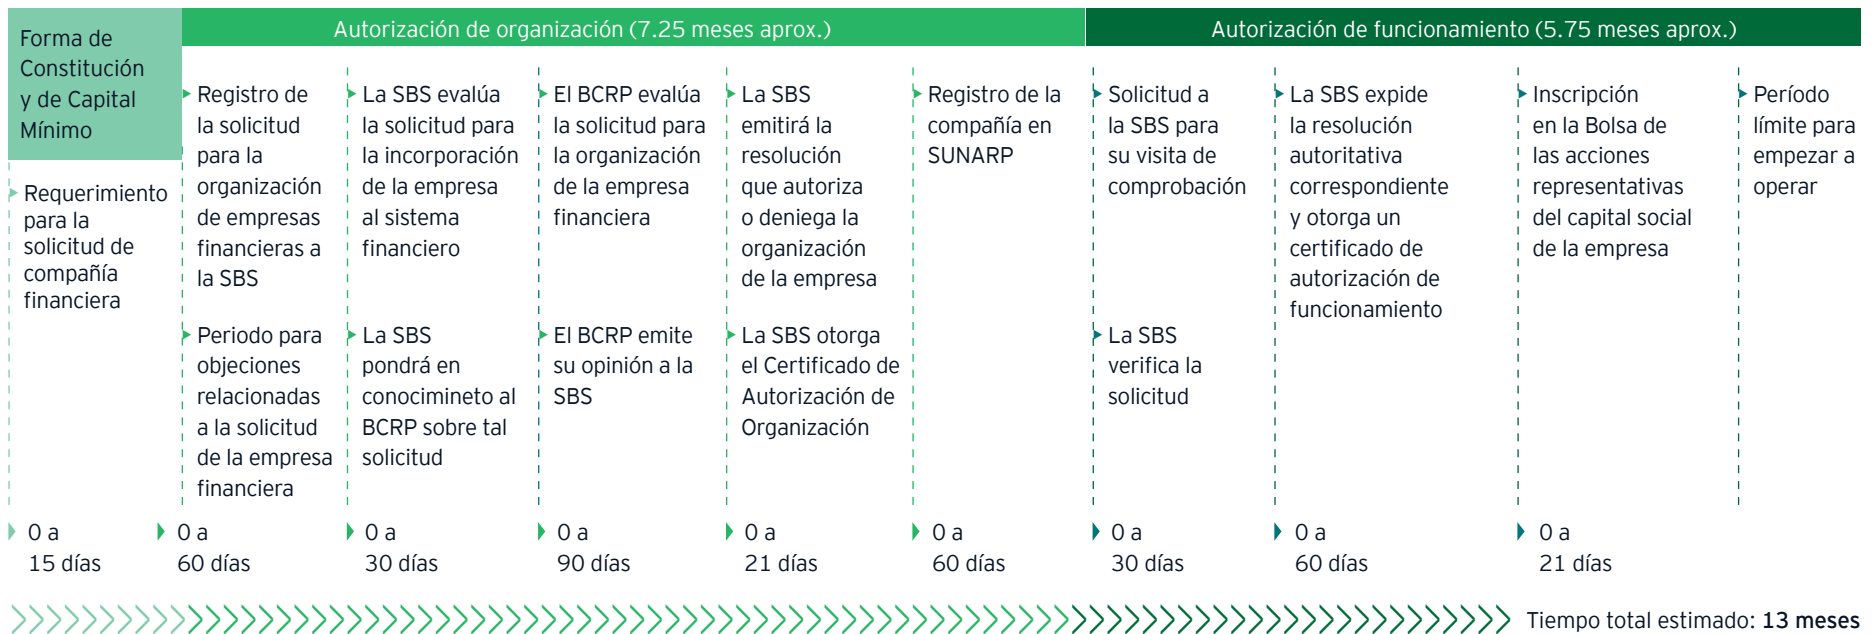 Forma de
Constitución
y de Capital
Mínimo
Requerimiento
para la
solicitud de
compañía
financiera
Autorización de organización (7.25 meses aprox.)
Registro de
la solicitud
para la
organización
de empresas
financieras a
la SBS
Periodo para
objeciones
relacionadas
a la solicitud
de la empresa
financiera
La SBS evalúa
la solicitud para
la incorporación
de la empresa
al sistema
financiero
La SBS
pondrá en
conocimineto al
BCRP sobre tal
solicitud
El BCRP evalúa
la solicitud para
la organización
de la empresa
financiera
El BCRP emite
su opinión a la
SBS
La SBS
emitirá la
resolución
que autoriza
o deniega la
organización
de la empresa
La SBS otorga
el Certificado de
Autorización de
Organización
Registro de la
compañía en
SUNARP
Autorización de funcionamiento (5.75 meses aprox.)
Solicitud a
la SBS para
su visita de
comprobación
La SBS
verifica la
solicitud
La SBS expide
la resolución
autoritativa
correspondiente
y otorga un
certificado de
autorización de
funcionamiento
Inscripción
en la Bolsa de
las acciones
representativas
del capital social
de la empresa
Período
límite para
empezar a
operar
0 a
15 días
0 a
60 días
0 a
30 días
0 a
90 días
0 a
21 días
0 a
60 días
0 a
30 días
0 a
60 días
0 a
21 días
Tiempo total estimado: 13 meses